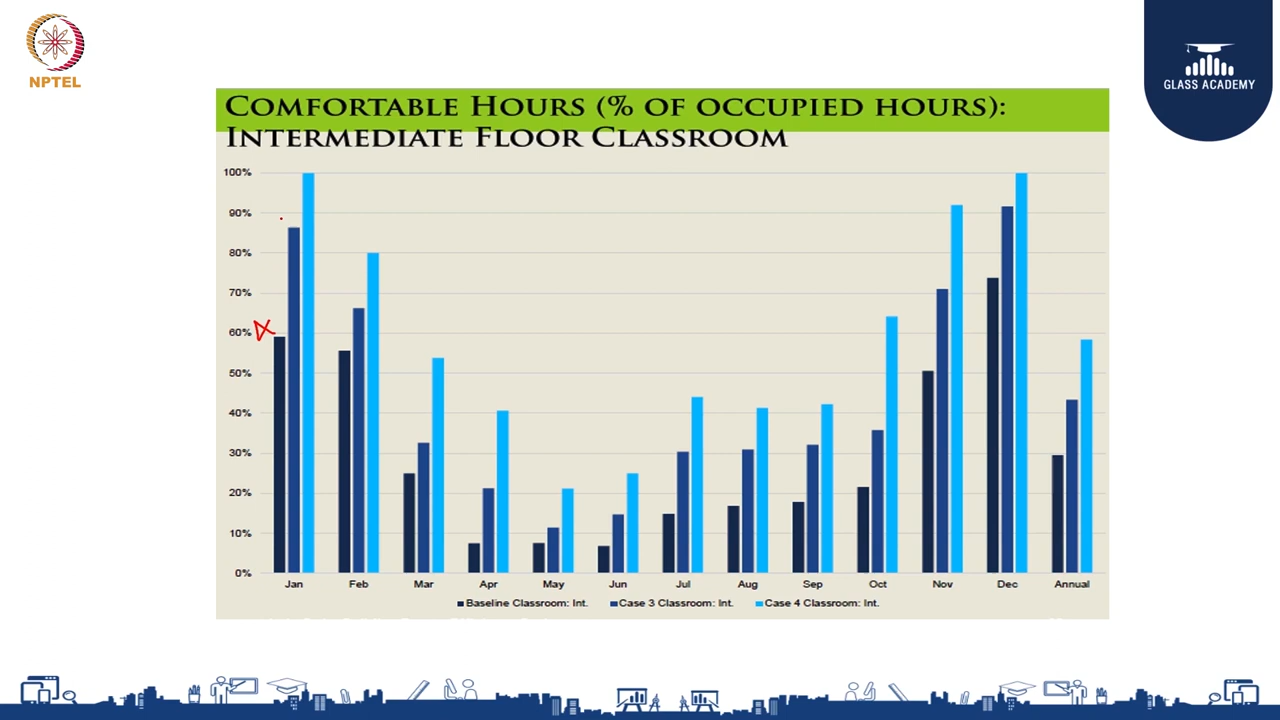 NPTEL
GLASS ACADEMY
COMFORTABLE HOURS (% OF OCCUPIED HOURS):
INTERMEDIATE FLOOR CLASSROOM
100%
90%
80%
70%
60%
50%
40%
30%
20%
10%
0%
Jan Feb Mar Apr May Jun Jul Aug Sep Oct Nov Dec Annual
Baseline Classroom: Int. Case 3 Classroom: Int. Case 4 Classroom: Int.